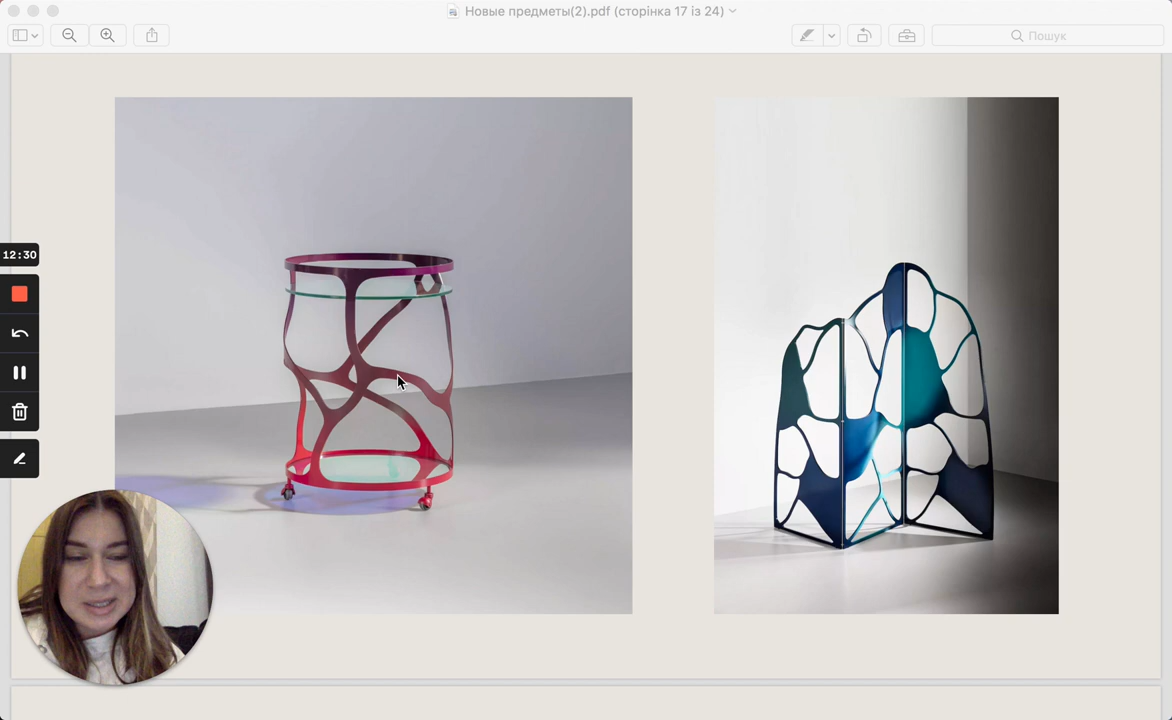 Новые предметы(2).pdf (сторінка 17 із 24)
Пошук
12:30